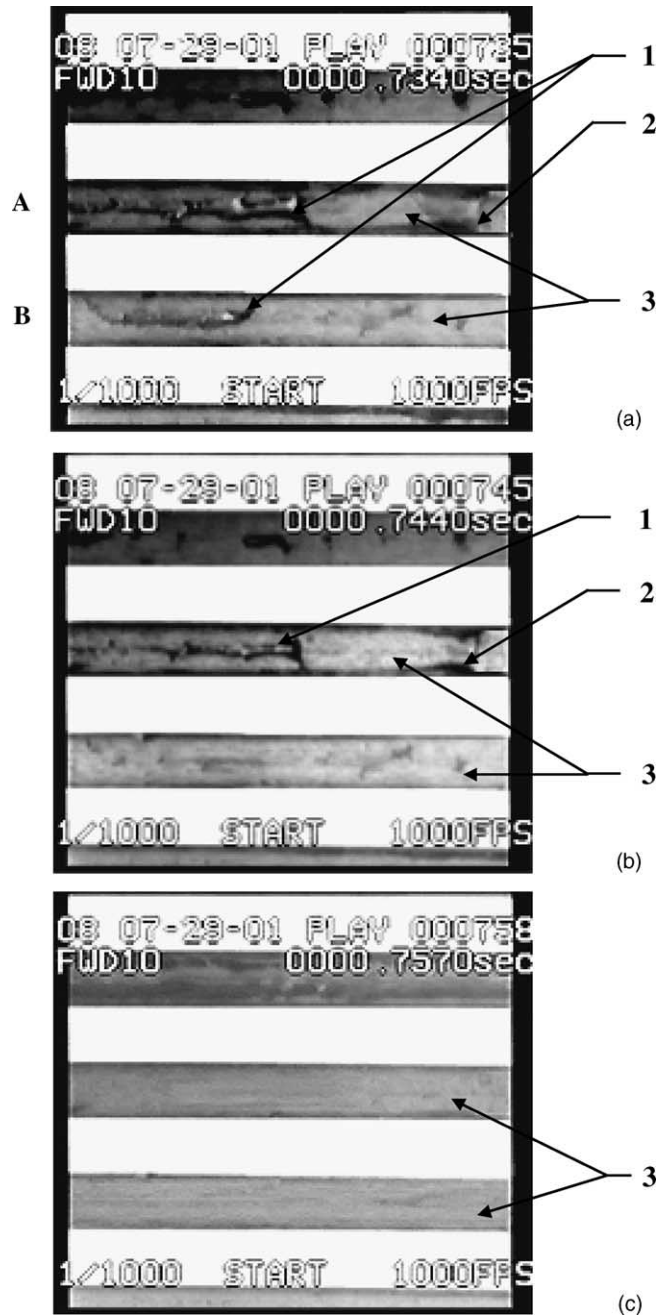 08 07-29-01 PLAY 000735
FWD10 0000.7340sec
1
2
A
B
3
1/1000 START 1000FPS
(a)
08 07-29-01 PLAY 000745
FWD10 0000.7440sec
1
2
3
1/1000 START 1000FPS
(b)
08 07-29-01 PLAY 000758
FWD10 0000.7570sec
3
1/1000 START 1000FPS
(c)